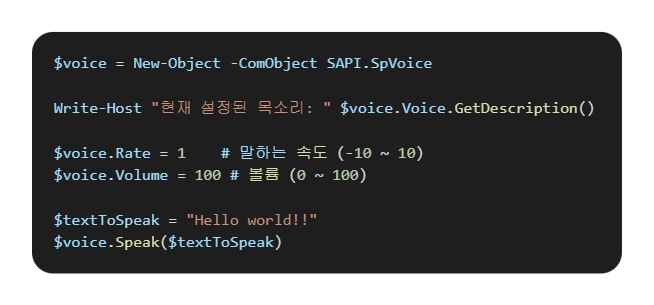 $voice = New-Object -ComObject SAPI.SpVoice
Write-Host "현재 설정된 목소리: " $voice.Voice.GetDescription()
$voice.Rate = 1    # 말하는 속도 (-10 ~ 10)
$voice.Volume = 100 # 볼륨 (0 ~ 100)
$textToSpeak = "Hello world!!"
$voice.Speak($textToSpeak)